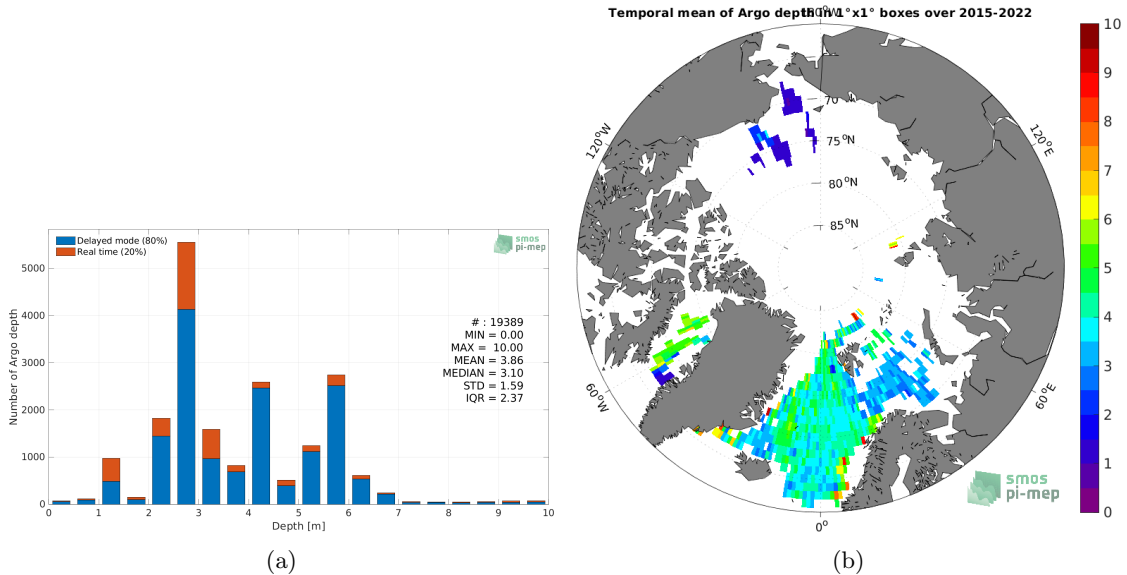 Temporal mean of Argo depth in 1°x1° boxes over 2015-2022
Delayed mode (80%)
Real time (20%)
smos
pi-mep
# : 19389
MIN = 0.00
MAX = 10.00
MEAN = 3.86
MEDIAN = 3.10
STD = 1.59
IQR = 2.37
Number of Argo depth
5000
4000
3000
2000
1000
0
0 1 2 3 4 5 6 7 8 9 10
Depth [m]
(a)
120°W
120°E
75°N
80°N
85°N
60°W
60°E
0°
smos
pi-mep
10
9
8
7
6
5
4
3
2
1
0
(b)